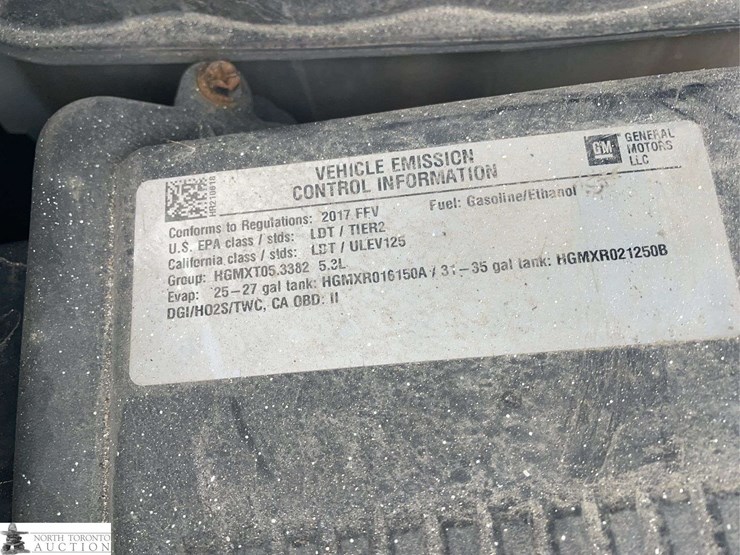 VEHICLE EMISSION
CONTROL INFORMATION
GM
GENERAL
MOTORS
LLC
Conforms to Regulations: 2017 FFV Fuel: Gasoline/Ethanol
U.S. EPA class / stds: LDT / TIER2
California class / stds: LDT / ULEV125
Group: HGMXT05.3382 5.3L
Evap: 25-27 gal tank: HGMXR016150A / 31-35 gal tank: HGMXR021250B
DGI/HO2S/TWC, CA OBD: II
NORTH TORONTO
AUCTION